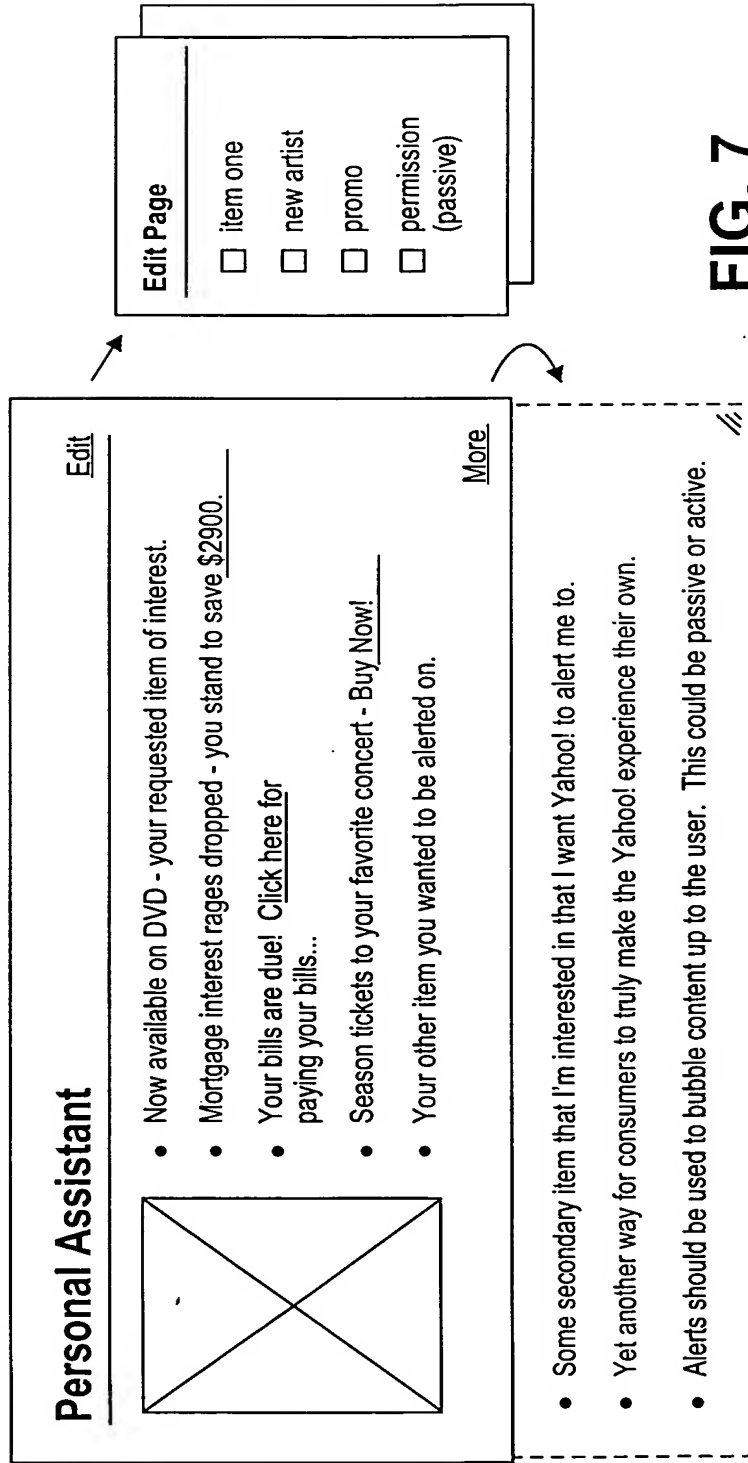 Personal Assistant
Edit
Now available on DVD - your requested item of interest.
Mortgage interest rages dropped - you stand to save $2900.
Your bills are due! Click here for
paying your bills...
Season tickets to your favorite concert - Buy Now!
Your other item you wanted to be alerted on.
More
Some secondary item that I'm interested in that I want Yahoo! to alert me to.
Yet another way for consumers to truly make the Yahoo! experience their own.
Alerts should be used to bubble content up to the user. This could be passive or active.
Edit Page
item one
new artist
promo
permission
(passive)
FIG. 7